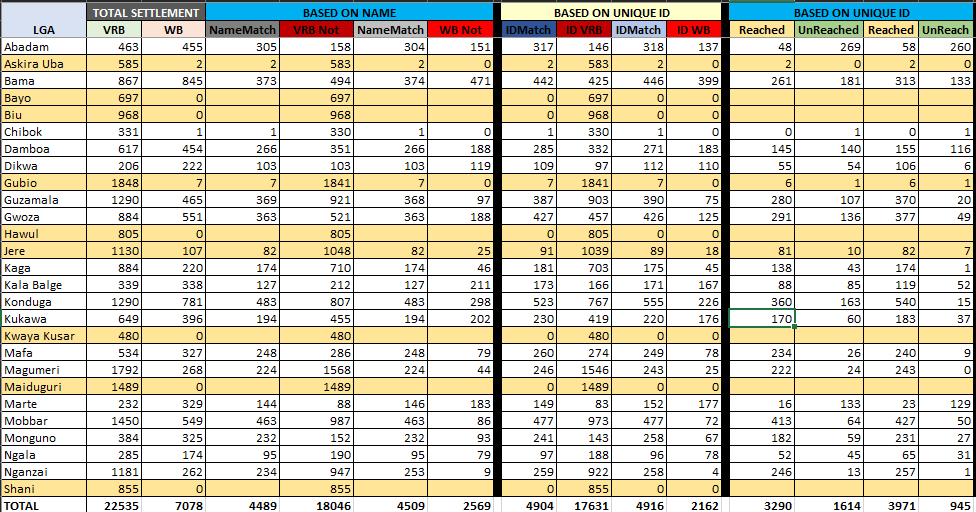 TOTAL SETTLEMENT BASED ON NAME BASED ON UNIQUE ID BASED ON UNIQUE ID
LGA VRB WB NameMatch VRB Not NameMatch WB Not IDMatch ID VRB IDMatch ID WB Reached UnReached Reached UnReach
Abadam 463 455 305 158 304 151 317 146 318 137 48 269 58 260
Askira Uba 585 2 2 583 2 0 2 583 2 0 2 0 2 0
Bama 867 845 373 494 374 471 442 425 446 399 261 181 313 133
Bayo 697 0 697 0 697 0 0
Biu 968 0 968 0 968 0 0
Chibok 331 1 1 330 1 0 1 330 1 0 0 1 0 1
Damboa 617 454 266 351 266 188 285 332 271 183 145 140 155 116
Dikwa 206 222 103 103 103 119 109 97 112 110 55 54 106 6
Gubio 1848 7 7 1841 7 0 7 1841 7 0 6 1 6 1
Guzamala 1290 465 369 921 368 97 387 903 390 75 280 107 370 20
Gwoza 884 551 363 521 363 188 427 457 426 125 291 136 377 49
Hawul 805 0 805 0 805 0 0
Jere 1130 107 82 1048 82 25 91 1039 89 18 81 10 82 7
Kaga 884 220 174 710 174 46 181 703 175 45 138 43 174 1
Kala Balge 339 338 127 212 127 211 173 166 171 167 88 85 119 52
Konduga 1290 781 483 807 483 298 523 767 555 226 360 163 540 15
Kukawa 649 396 194 455 194 202 230 419 220 176 170 60 183 37
Kwaya Kusar 480 0 480 0 480 0 0
Mafa 534 327 248 286 248 79 260 274 249 78 234 26 240 9
Magumeri 1792 268 224 1568 224 44 246 1546 243 25 222 24 243 0
Maiduguri 1489 0 1489 0 1489 0 0
Marte 232 329 144 88 146 183 149 83 152 177 16 133 23 129
Mobbar 1450 549 463 987 463 86 477 973 477 72 413 64 427 50
Monguno 384 325 232 152 232 93 241 143 258 67 182 59 231 27
Ngala 285 174 95 190 95 79 97 188 96 78 52 45 65 31
Nganzai 1181 262 234 947 253 9 259 922 258 4 246 13 257 1
Shani 855 0 855 0 855 0 0
TOTAL 22535 7078 4489 18046 4509 2569 4904 17631 4916 2162 3290 1614 3971 945